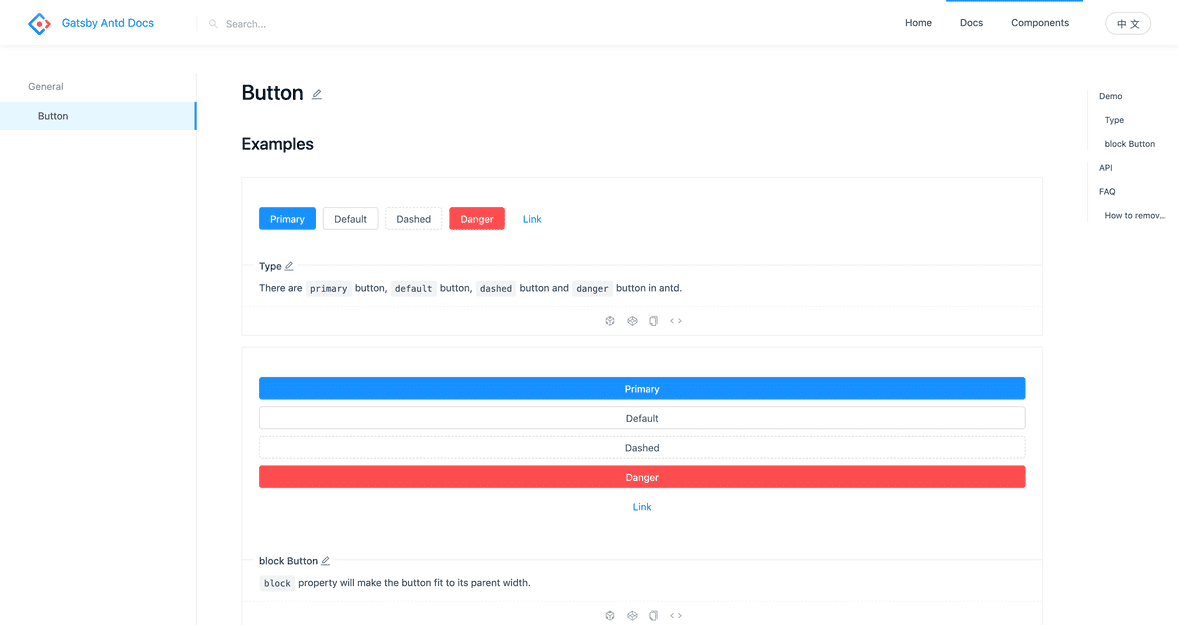 Gatsby Antd Docs
Search...
Home Docs Components 中 文
General
Button
Button
Examples
Primary Default Dashed Danger Link
Type
There are primary button, default button, dashed button and danger button in antd.
Primary
Default
Dashed
Danger
Link
block Button
block property will make the button fit to its parent width.
Demo
Type
block Button
API
FAQ
How to remov...